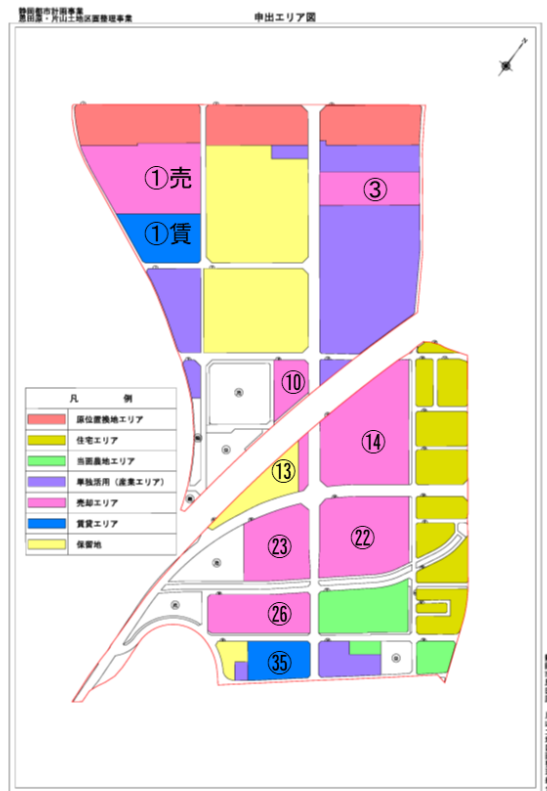 静岡都市計画事業
恩田原・片山土地区画整理事業
申出エリア図
①売
③
①賃
⑩
⑭
⑬
㉓
㉒
㉖
㉟
凡 例
原位置換地エリア
住宅エリア
当面農地エリア
単独活用（産業エリア）
売却エリア
賃貸エリア
保留地